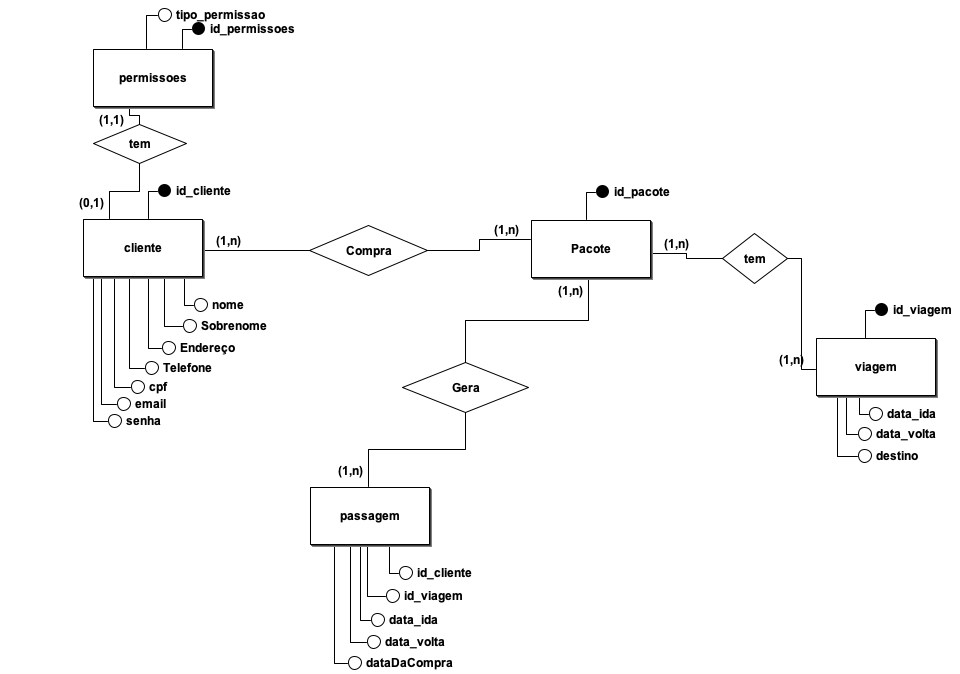 tipo_permissao
id_permissoes
permissoes
(1,1)
tem
(0,1)
id_cliente
cliente
(1,n)
Compra
(1,n)
id_pacote
Pacote
(1,n)
tem
(1,n)
id_viagem
viagem
data_ida
data_volta
destino
nome
Sobrenome
Endereço
Telefone
cpf
email
senha
(1,n)
Gera
(1,n)
passagem
id_cliente
id_viagem
data_ida
data_volta
dataDaCompra